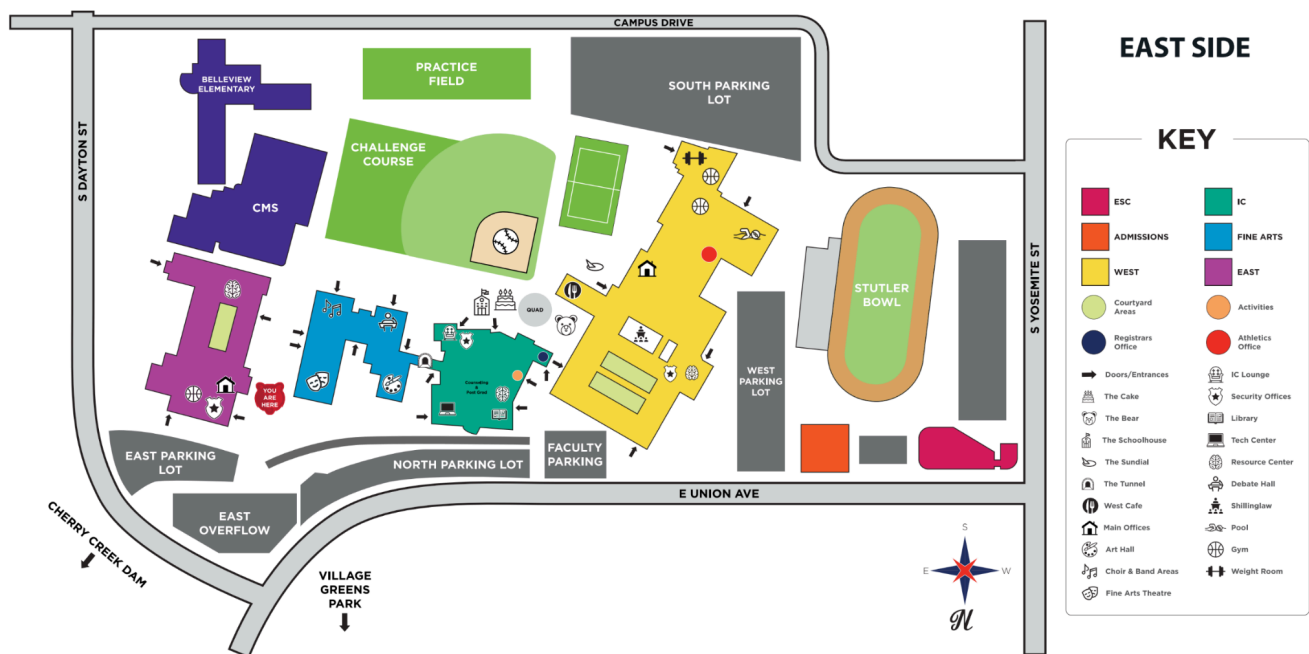 CAMPUS DRIVE
EAST SIDE
BELLEVIEW
ELEMENTARY
PRACTICE
FIELD
SOUTH PARKING
LOT
S DAYTON ST
CHALLENGE
COURSE
CMS
S YOSEMITE ST
QUAD
STUTLER
BOWL
WEST
PARKING
LOT
Counseling
&
Post Grad
YOU
ARE
HERE
EAST PARKING
LOT
NORTH PARKING LOT
FACULTY
PARKING
EAST
OVERFLOW
E UNION AVE
CHERRY CREEK DAM
VILLAGE
GREENS
PARK
S
E
W
N
KEY
ESC
IC
ADMISSIONS
FINE ARTS
WEST
EAST
Courtyard
Areas
Activities
Registrars
Office
Athletics
Office
Doors/Entrances
IC Lounge
The Cake
Security Offices
The Bear
Library
The Schoolhouse
Tech Center
The Sundial
Resource Center
The Tunnel
Debate Hall
West Cafe
Shillinglaw
Main Offices
Pool
Art Hall
Gym
Choir & Band Areas
Weight Room
Fine Arts Theatre